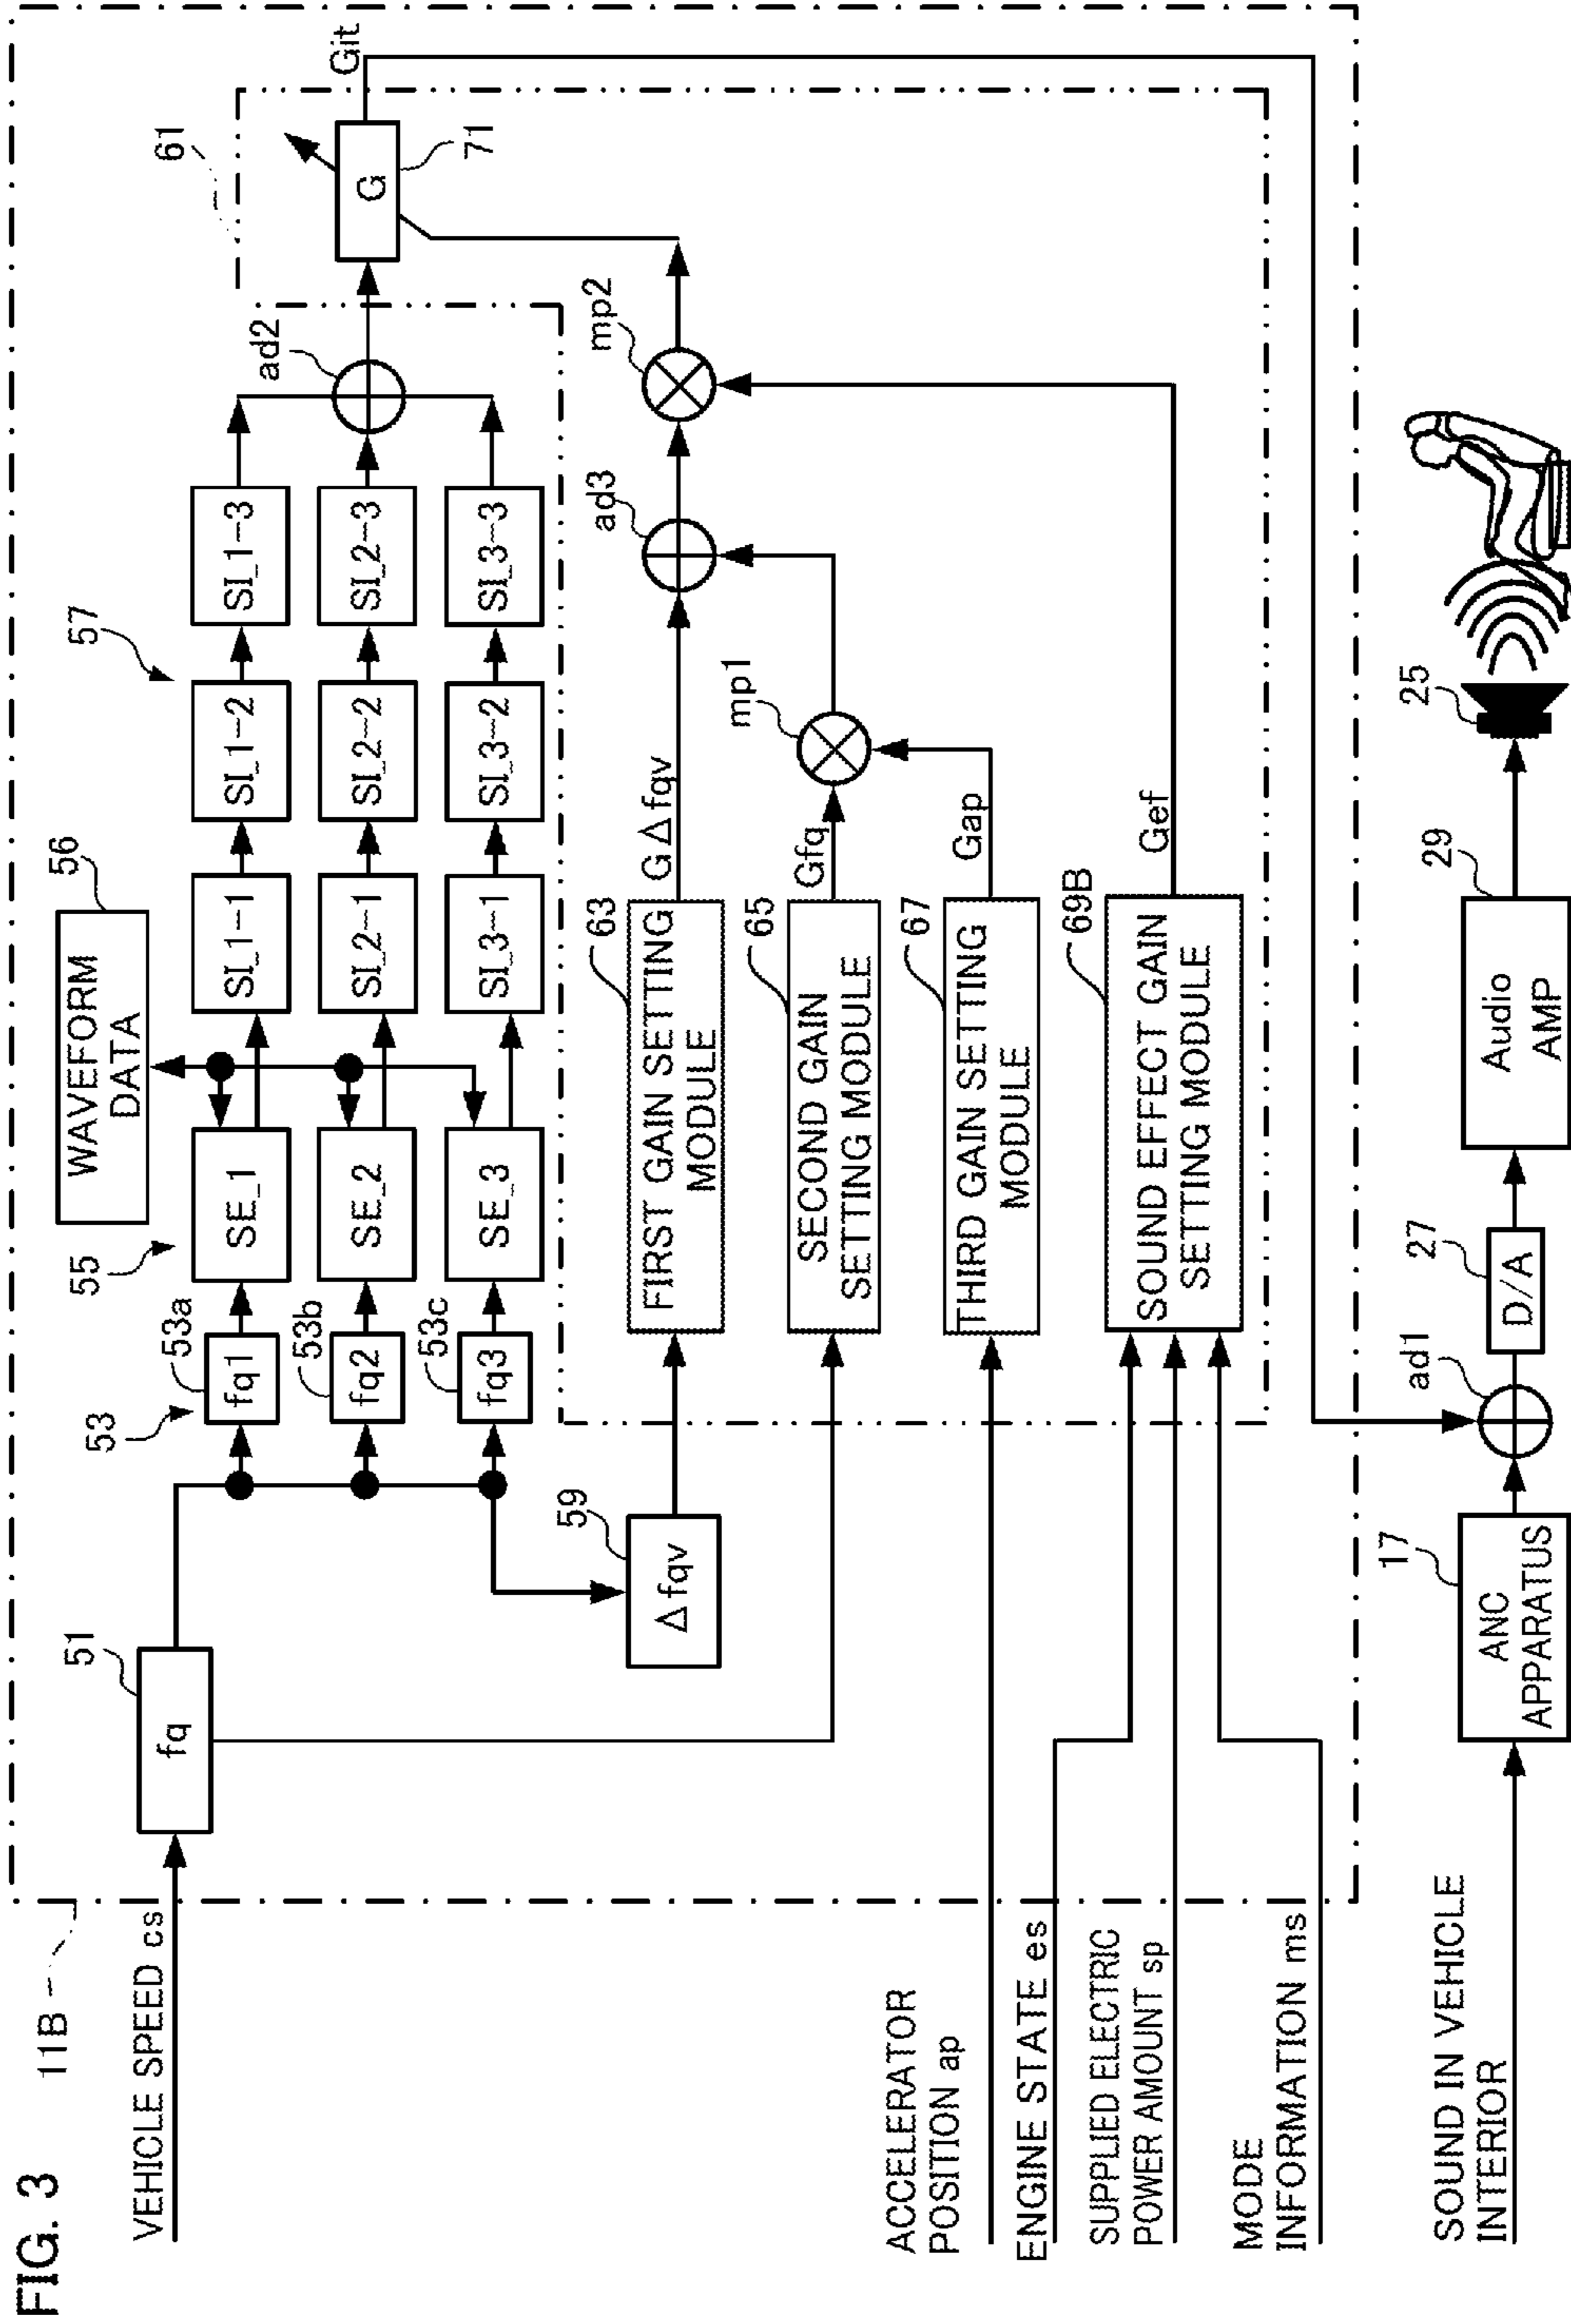 FIG. 3
11B
VEHICLE SPEED cs
51
fq
53
53a
fq1
53b
fq2
53c
fq3
55
SE_1
SE_2
SE_3
56
WAVEFORM
DATA
57
SI_1-1
SI_1-2
SI_1-3
SI_2-1
SI_2-2
SI_2-3
SI_3-1
SI_3-2
SI_3-3
ad2
61
G
71
Git
59
Δfqv
63
FIRST GAIN SETTING
MODULE
GΔfqv
ad3
mp2
65
SECOND GAIN
SETTING MODULE
Gfq
mp1
ACCELERATOR
POSITION ap
67
THIRD GAIN SETTING
MODULE
Gap
ENGINE STATE es
SUPPLIED ELECTRIC
POWER AMOUNT sp
MODE
INFORMATION ms
69B
SOUND EFFECT GAIN
SETTING MODULE
Gef
SOUND IN VEHICLE
INTERIOR
17
ANC
APPARATUS
ad1
27
D/A
29
Audio
AMP
25